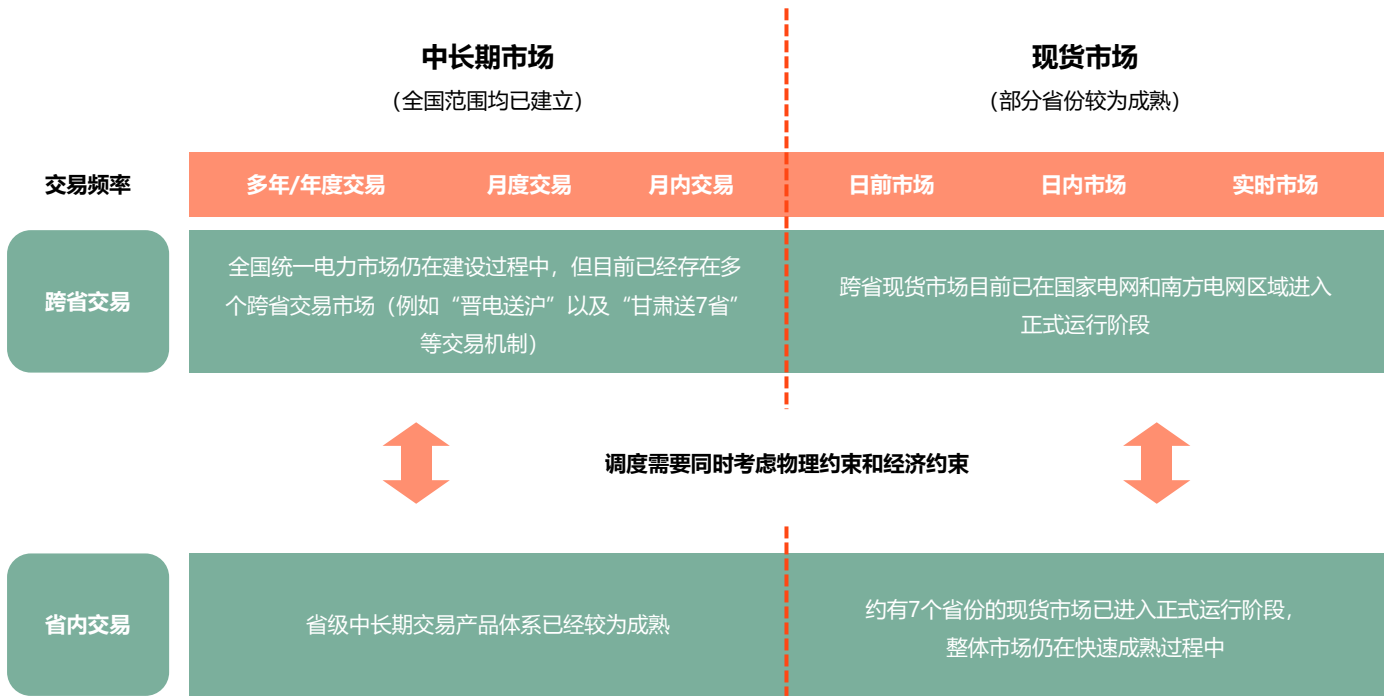 中长期市场
（全国范围均已建立）
现货市场
（部分省份较为成熟）
交易频率
多年/年度交易
月度交易
月内交易
日前市场
日内市场
实时市场
跨省交易
全国统一电力市场仍在建设过程中，但目前已经存在多
个跨省交易市场（例如“晋电送沪”以及“甘肃送7省”
等交易机制）
跨省现货市场目前已在国家电网和南方电网区域进入
正式运行阶段
调度需要同时考虑物理约束和经济约束
省内交易
省级中长期交易产品体系已经较为成熟
约有7个省份的现货市场已进入正式运行阶段，
整体市场仍在快速成熟过程中